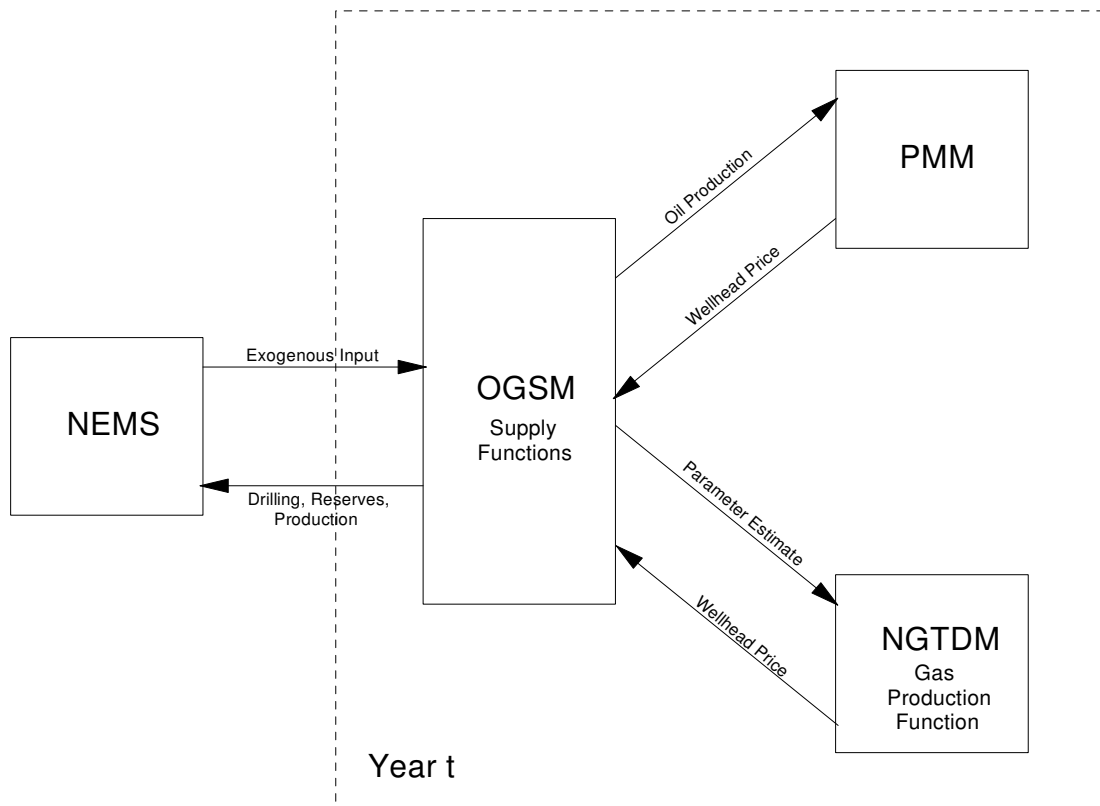 PMM
Oil Production
Wellhead Price
Exogenous Input
NEMS
OGSM
Supply
Functions
Drilling, Reserves,
Production
Parameter Estimate
Wellhead Price
NGTDM
Gas
Production
Function
Year t